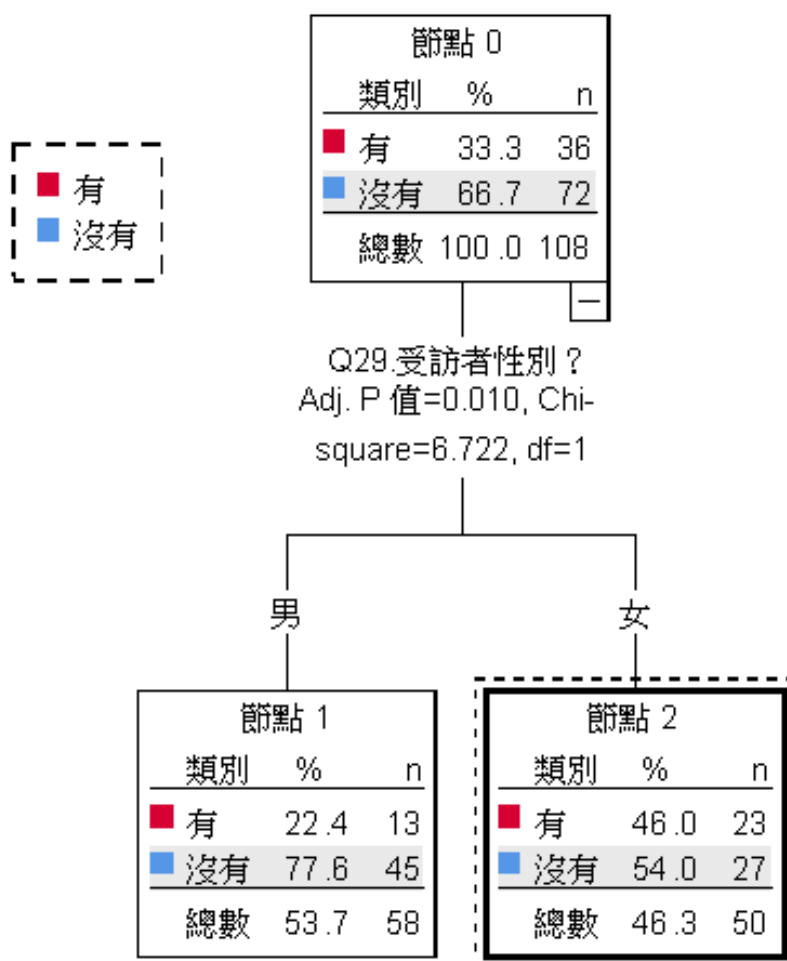 節點 0
類別 % n
有 33.3 36
沒有 66.7 72
總數 100.0 108
有
沒有
Q29.受訪者性別？
Adj. P 值=0.010, Chi-
square=6.722, df=1
男
女
節點 1
類別 % n
有 22.4 13
沒有 77.6 45
總數 53.7 58
節點 2
類別 % n
有 46.0 23
沒有 54.0 27
總數 46.3 50